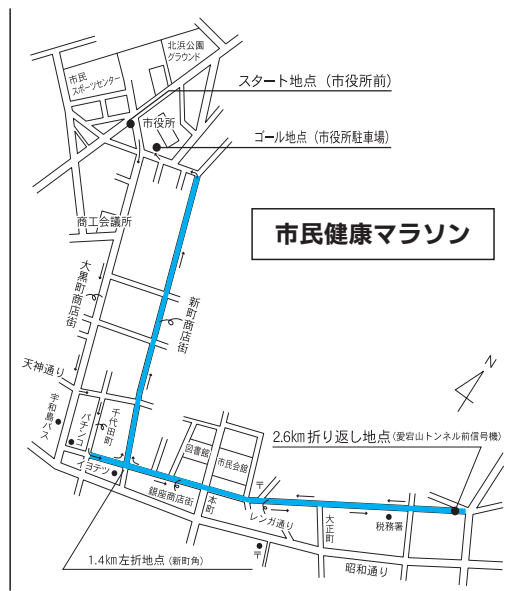 北浜公園
グラウンド
市民
スポーツセンター
スタート地点（市役所前）
市役所
ゴール地点（市役所駐車場）
商工会議所
市民健康マラソン
大黒町商店街
新町商店街
天神通り
宇和島バス
パチンコ
千代田町
イヨテツ
N
図書館
市民会館
2.6km折り返し地点（愛宕山トンネル前信号機）
銀座商店街
本町
〒
レンガ通り
大正町
税務署
〒
1.4km左折地点（新町角）
昭和通り